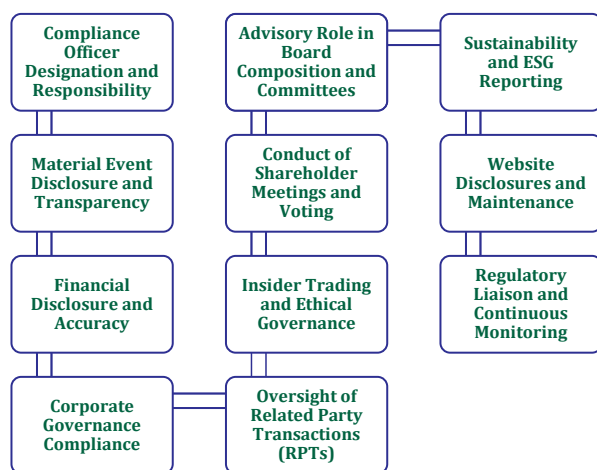 Compliance
Officer
Designation and
Responsibility
Material Event
Disclosure and
Transparency
Financial
Disclosure and
Accuracy
Corporate
Governance
Compliance
Oversight of
Related Party
Transactions
(RPTs)
Insider Trading
and Ethical
Governance
Conduct of
Shareholder
Meetings and
Voting
Advisory Role in
Board
Composition and
Committees
Sustainability
and ESG
Reporting
Website
Disclosures and
Maintenance
Regulatory
Liaison and
Continuous
Monitoring